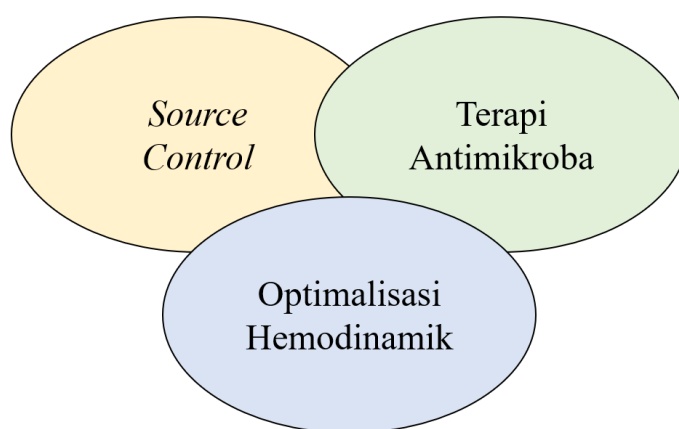 Source
Control
Terapi
Antimikroba
Optimalisasi
Hemodinamik